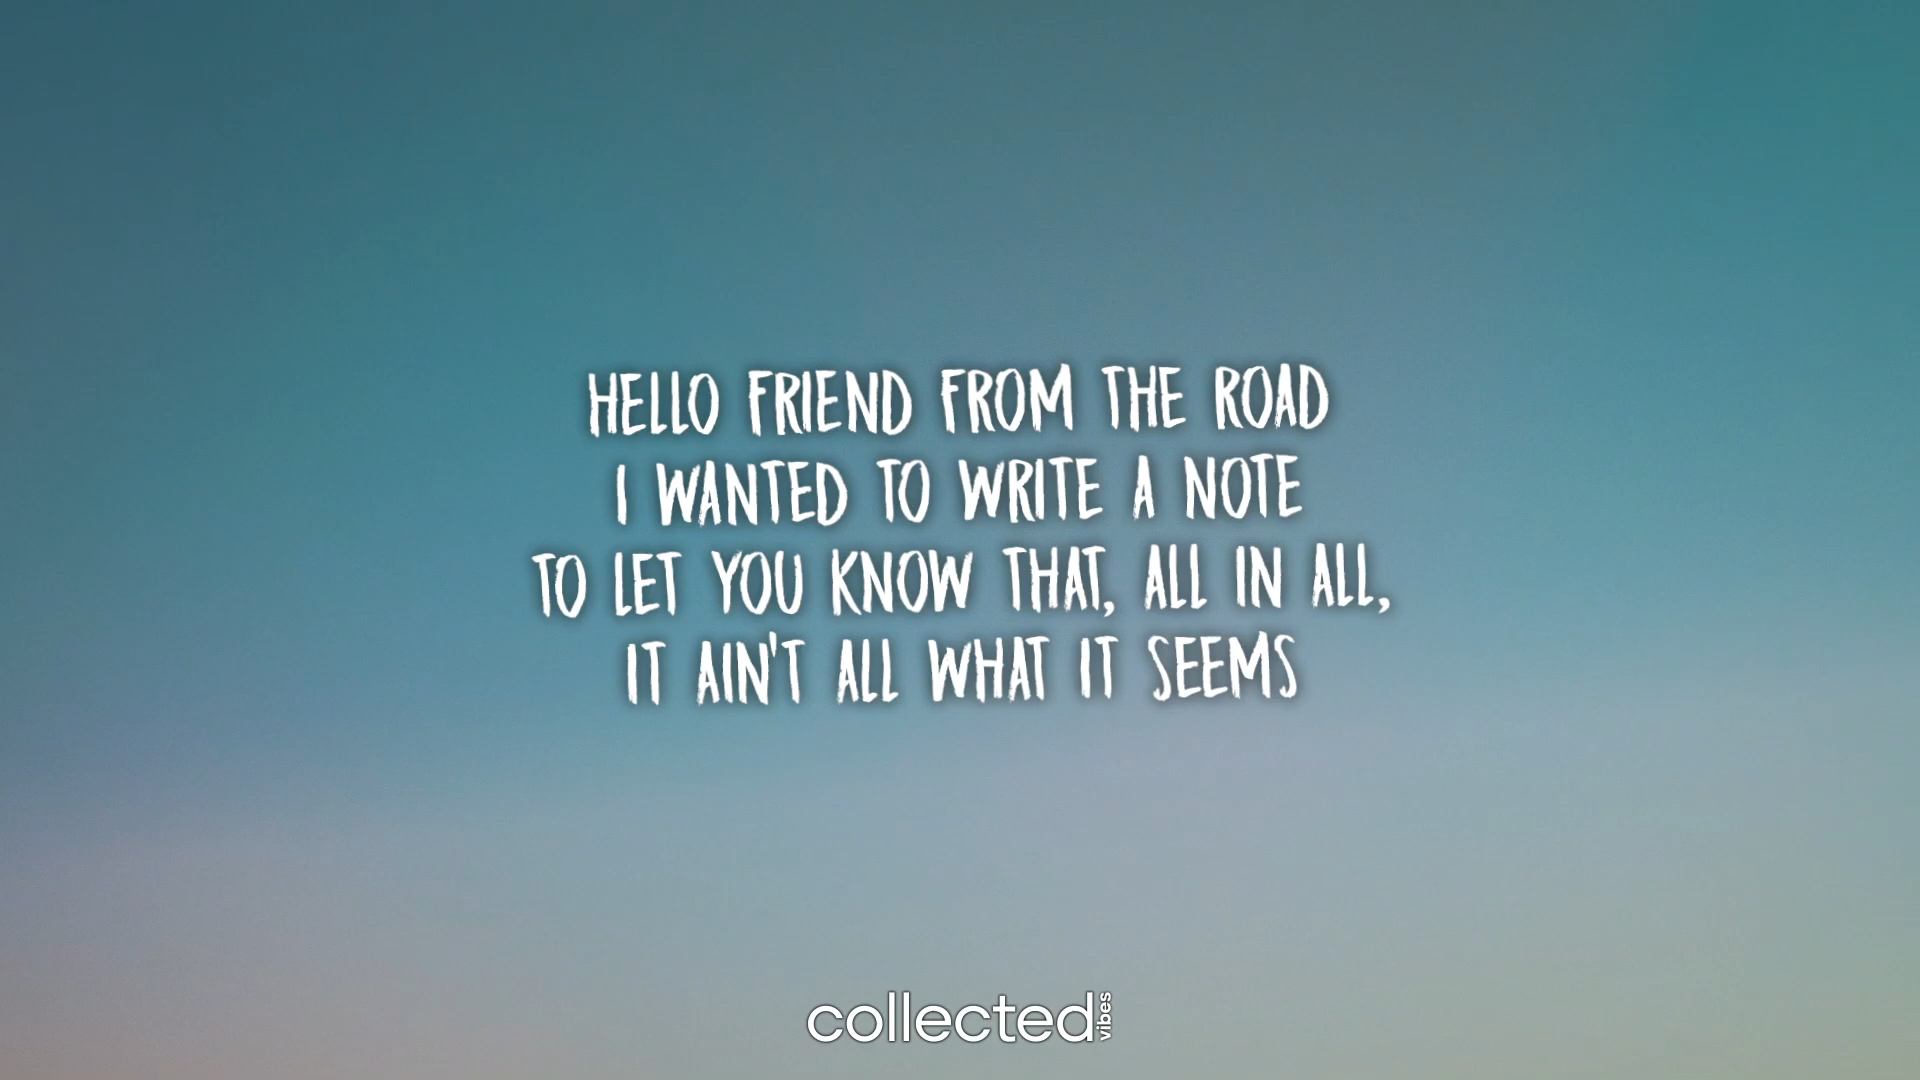 HELLO FRIEND FROM THE ROAD
I WANTED TO WRITE A NOTE
TO LET YOU KNOW THAT, ALL IN ALL,
IT AIN'T ALL WHAT IT SEEMS
collected vibes